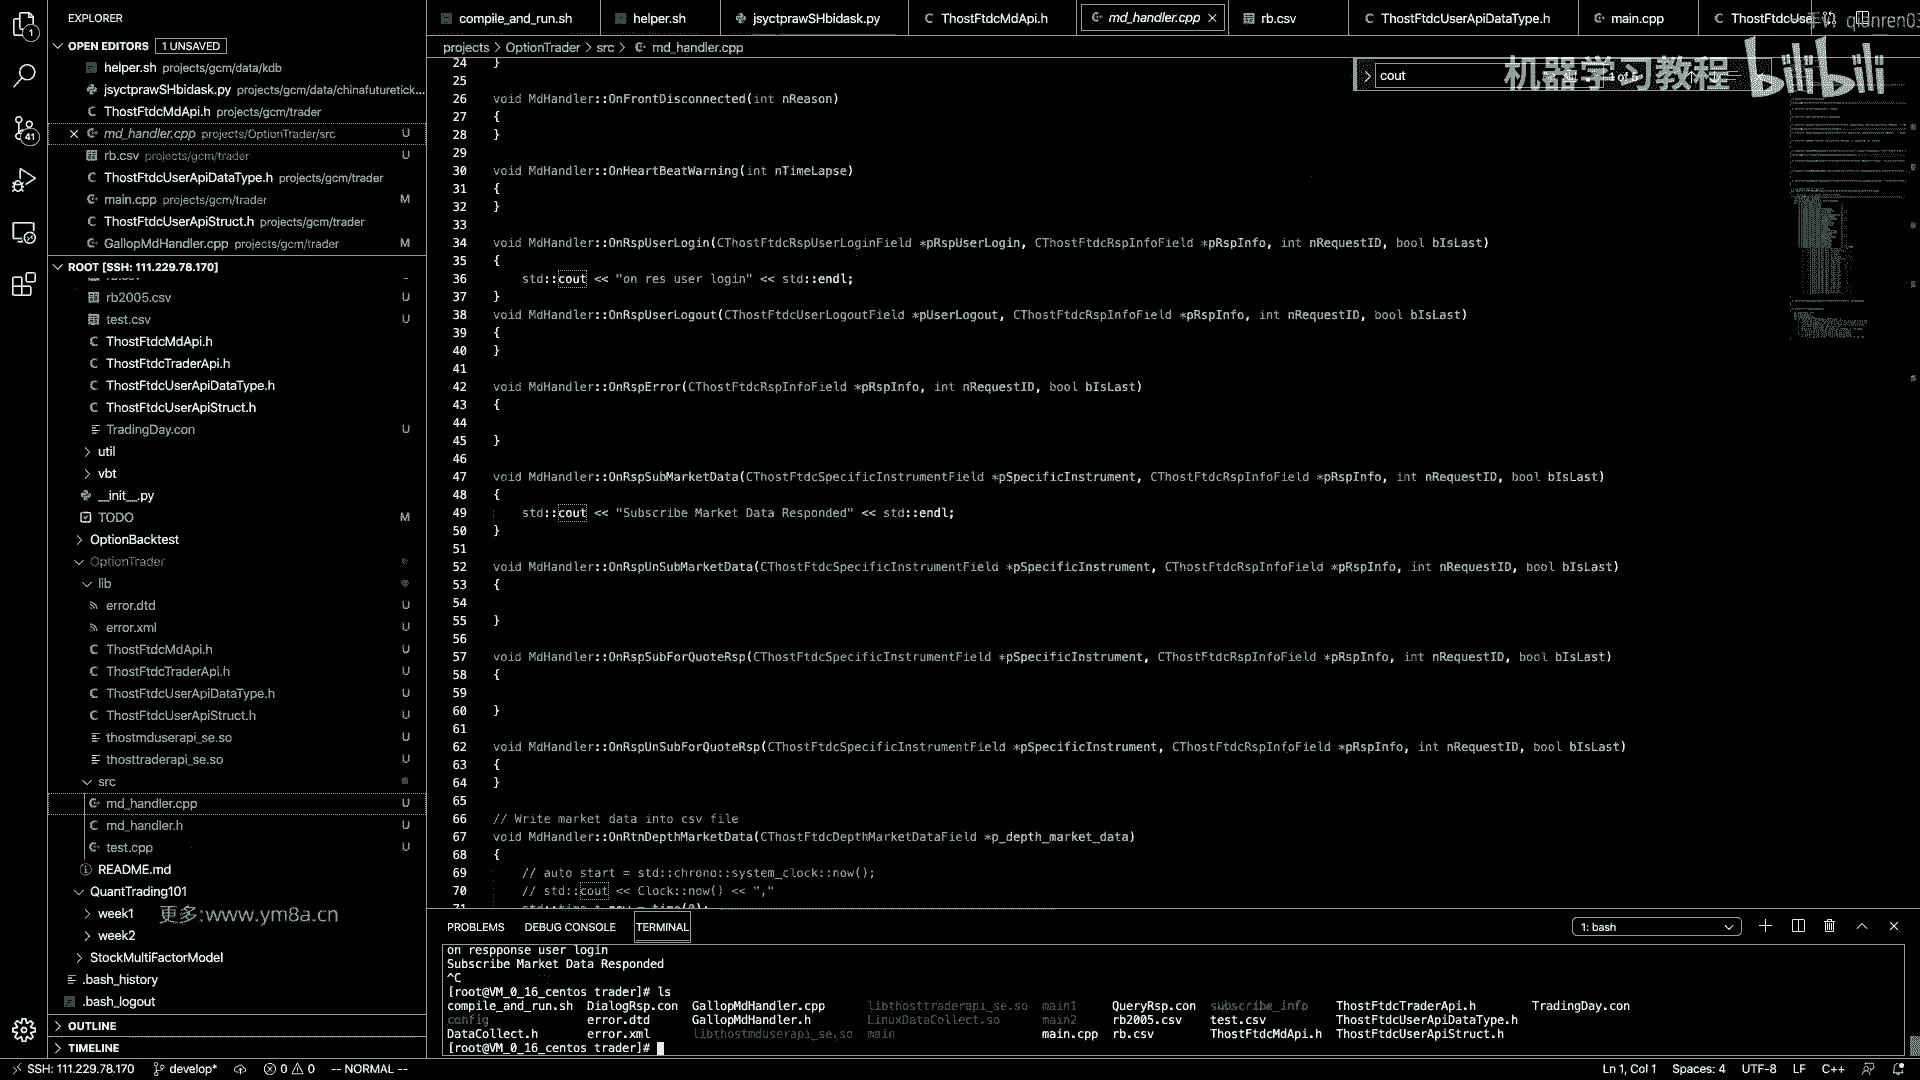 EXPLORER
compile_and_run.sh helper.sh jsyctprawSHbidask.py ThostFtdcMdApi.h md_handler.cpp rb.csv ThostFtdcUserApiDataType.h main.cpp ThostFtdcUse
OPEN EDITORS 1 UNSAVED
projects > OptionTrader > src > md_handler.cpp
helper.sh projects/gcm/data/kdb
jsyctprawSHbidask.py projects/gcm/data/chinafuturetick...
ThostFtdcMdApi.h projects/gcm/trader
md_handler.cpp projects/OptionTrader/src U
rb.csv projects/gcm/trader U
ThostFtdcUserApiDataType.h projects/gcm/trader
main.cpp projects/gcm/trader M
ThostFtdcUserApiStruct.h projects/gcm/trader
GallopMdHandler.cpp projects/gcm/trader M
ROOT [SSH: 111.229.78.170]
rb2005.csv U
test.csv U
ThostFtdcMdApi.h
ThostFtdcTraderApi.h
ThostFtdcUserApiDataType.h
ThostFtdcUserApiStruct.h
TradingDay.con U
util
vbt
__init__.py
TODO M
OptionBacktest
OptionTrader
lib
error.dtd U
error.xml U
ThostFtdcMdApi.h U
ThostFtdcTraderApi.h U
ThostFtdcUserApiDataType.h U
ThostFtdcUserApiStruct.h U
thostmduserapi_se.so U
thosttraderapi_se.so U
src
md_handler.cpp U
md_handler.h U
test.cpp U
README.md
QuantTrading101
week1
更多:www.ym8a.cn
week2
StockMultiFactorModel
.bash_history
.bash_logout
OUTLINE
TIMELINE
cout
机器学习教程 bilibili
24 }
25
26 void MdHandler::OnFrontDisconnected(int nReason)
27 {
28 }
29
30 void MdHandler::OnHeartBeatWarning(int nTimeLapse)
31 {
32 }
33
34 void MdHandler::OnRspUserLogin(CThostFtdcRspUserLoginField *pRspUserLogin, CThostFtdcRspInfoField *pRspInfo, int nRequestID, bool bIsLast)
35 {
36 std::cout << "on res user login" << std::endl;
37 }
38 void MdHandler::OnRspUserLogout(CThostFtdcUserLogoutField *pUserLogout, CThostFtdcRspInfoField *pRspInfo, int nRequestID, bool bIsLast)
39 {
40 }
41
42 void MdHandler::OnRspError(CThostFtdcRspInfoField *pRspInfo, int nRequestID, bool bIsLast)
43 {
44
45 }
46
47 void MdHandler::OnRspSubMarketData(CThostFtdcSpecificInstrumentField *pSpecificInstrument, CThostFtdcRspInfoField *pRspInfo, int nRequestID, bool bIsLast)
48 {
49 std::cout << "Subscribe Market Data Responded" << std::endl;
50 }
51
52 void MdHandler::OnRspUnSubMarketData(CThostFtdcSpecificInstrumentField *pSpecificInstrument, CThostFtdcRspInfoField *pRspInfo, int nRequestID, bool bIsLast)
53 {
54
55 }
56
57 void MdHandler::OnRspSubForQuoteRsp(CThostFtdcSpecificInstrumentField *pSpecificInstrument, CThostFtdcRspInfoField *pRspInfo, int nRequestID, bool bIsLast)
58 {
59
60 }
61
62 void MdHandler::OnRspUnSubForQuoteRsp(CThostFtdcSpecificInstrumentField *pSpecificInstrument, CThostFtdcRspInfoField *pRspInfo, int nRequestID, bool bIsLast)
63 {
64 }
65
66 // Write market data into csv file
67 void MdHandler::OnRtnDepthMarketData(CThostFtdcDepthMarketDataField *p_depth_market_data)
68 {
69 // auto start = std::chrono::system_clock::now();
70 // std::cout << Clock::now() << ","
PROBLEMS DEBUG CONSOLE TERMINAL 1: bash
on respponse user login
Subscribe Market Data Responded
^C
[root@VM_0_16_centos trader]# ls
compile_and_run.sh DialogRsp.con GallopMdHandler.cpp libthosttraderapi_se.so main1 QueryRsp.con subscribe_info ThostFtdcTraderApi.h TradingDay.con
config error.dtd GallopMdHandler.h LinuxDataCollect.so main2 rb2005.csv test.csv ThostFtdcUserApiDataType.h
DataCollect.h error.xml libthostmduserapi_se.so main main.cpp rb.csv ThostFtdcMdApi.h ThostFtdcUserApiStruct.h
[root@VM_0_16_centos trader]#
SSH: 111.229.78.170 develop* 0 0 -- NORMAL -- Ln 1, Col 1 Spaces: 4 UTF-8 LF C++